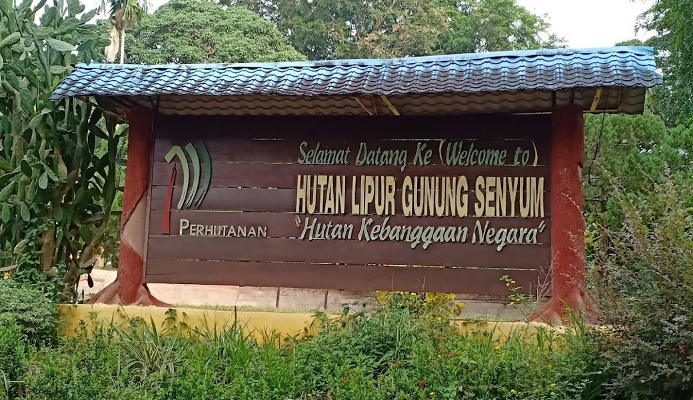 Selamat Datang Ke (Welcome to)
HUTAN LIPUR GUNUNG SENYUM
"Hutan Kebanggaan Negara"
PERHUTANAN